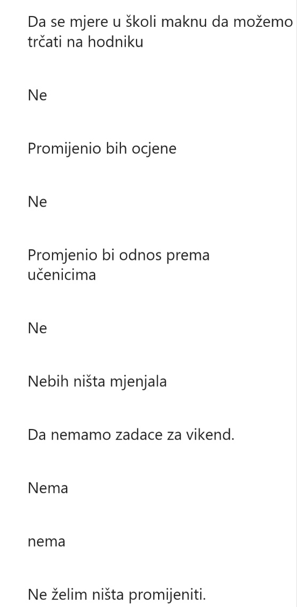 Da se mjere u školi maknu da možemo
trčati na hodniku
Ne
Promijenio bih ocjene
Ne
Promjenio bi odnos prema
učenicima
Ne
Nebih ništa mjenjala
Da nemamo zadace za vikend.
Nema
nema
Ne želim ništa promijeniti.